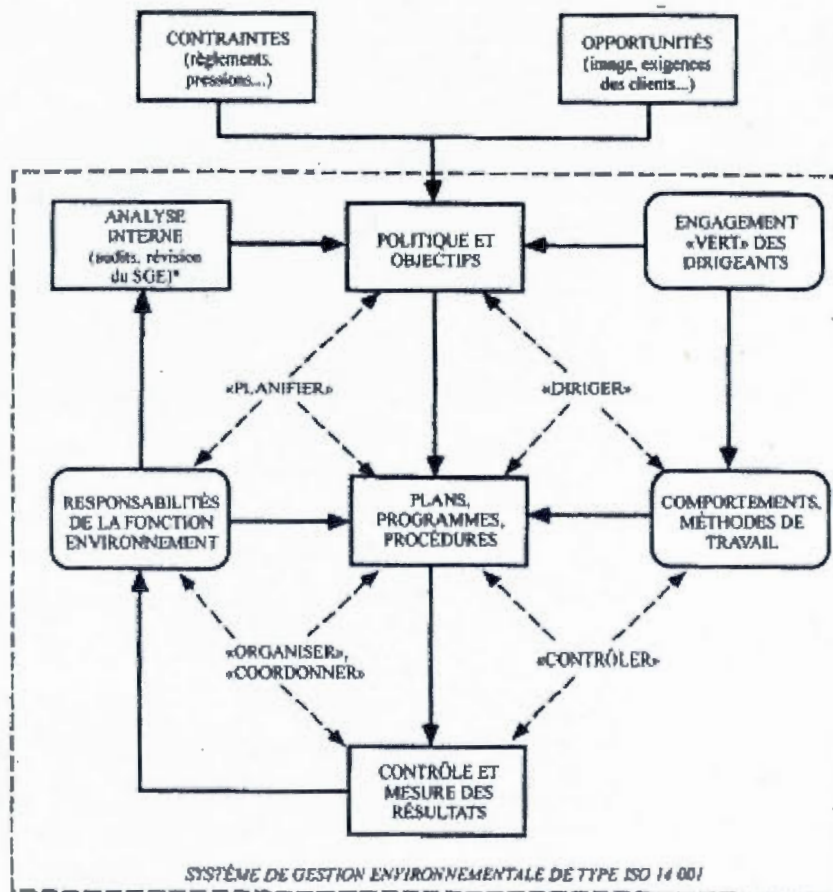 CONTRAINTES
(règlements,
pressions...)
OPPORTUNITÉS
(image, exigences
des clients...)
ANALYSE
INTERNE
(audits, révision
du SGE)*
POLITIQUE ET
OBJECTIFS
ENGAGEMENT
«VERT» DES
DIRIGEANTS
«PLANIFIER»
«DIRIGER»
RESPONSABILITÉS
DE LA FONCTION
ENVIRONNEMENT
PLANS,
PROGRAMMES,
PROCÉDURES
COMPORTEMENTS,
MÉTHODES DE
TRAVAIL
«ORGANISER»,
«COORDONNER»
«CONTRÔLER»
CONTRÔLE ET
MESURE DES
RÉSULTATS
SYSTÈME DE GESTION ENVIRONNEMENTALE DE TYPE ISO 14 001